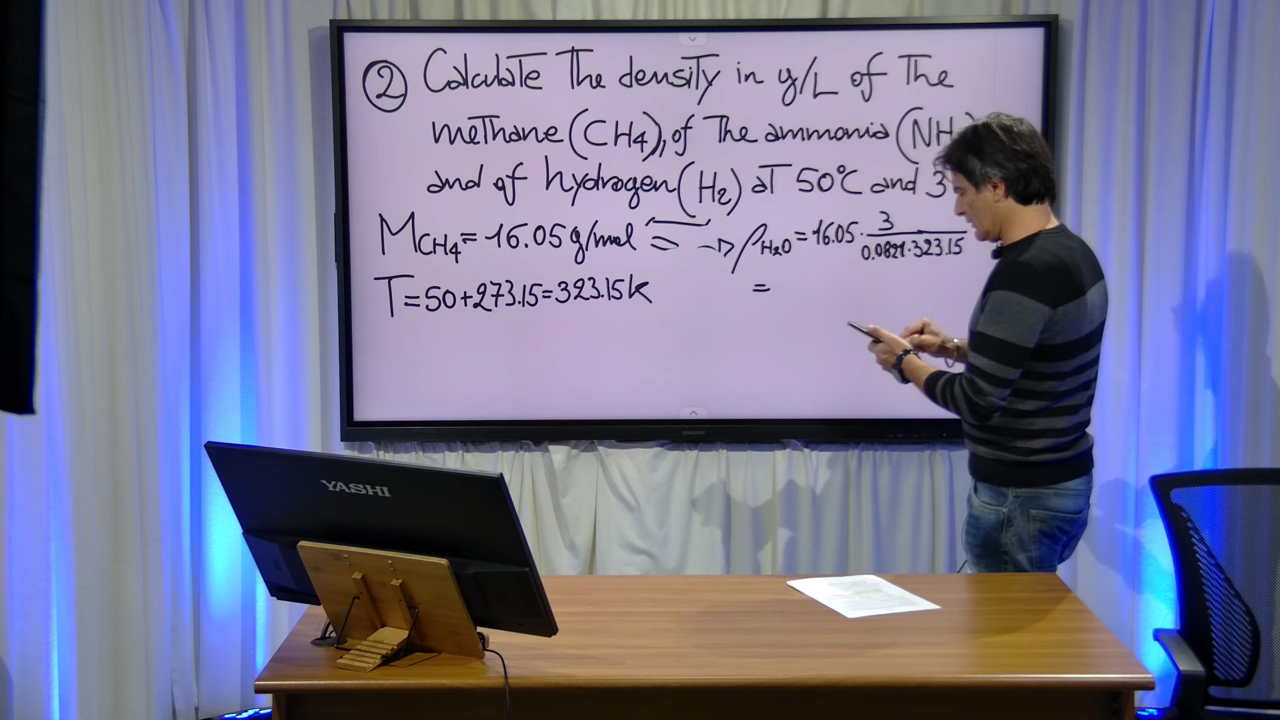 ② Calculate The density in g/L of The
methane (CH4), of The ammonia (NH
and of hydrogen (H2) at 50°C and 3
MCH4 = 16.05 g/mol = → ρH2O = 16.05 · 3 / 0.0821 · 323.15
T = 50 + 273.15 = 323.15 k =
YASHI